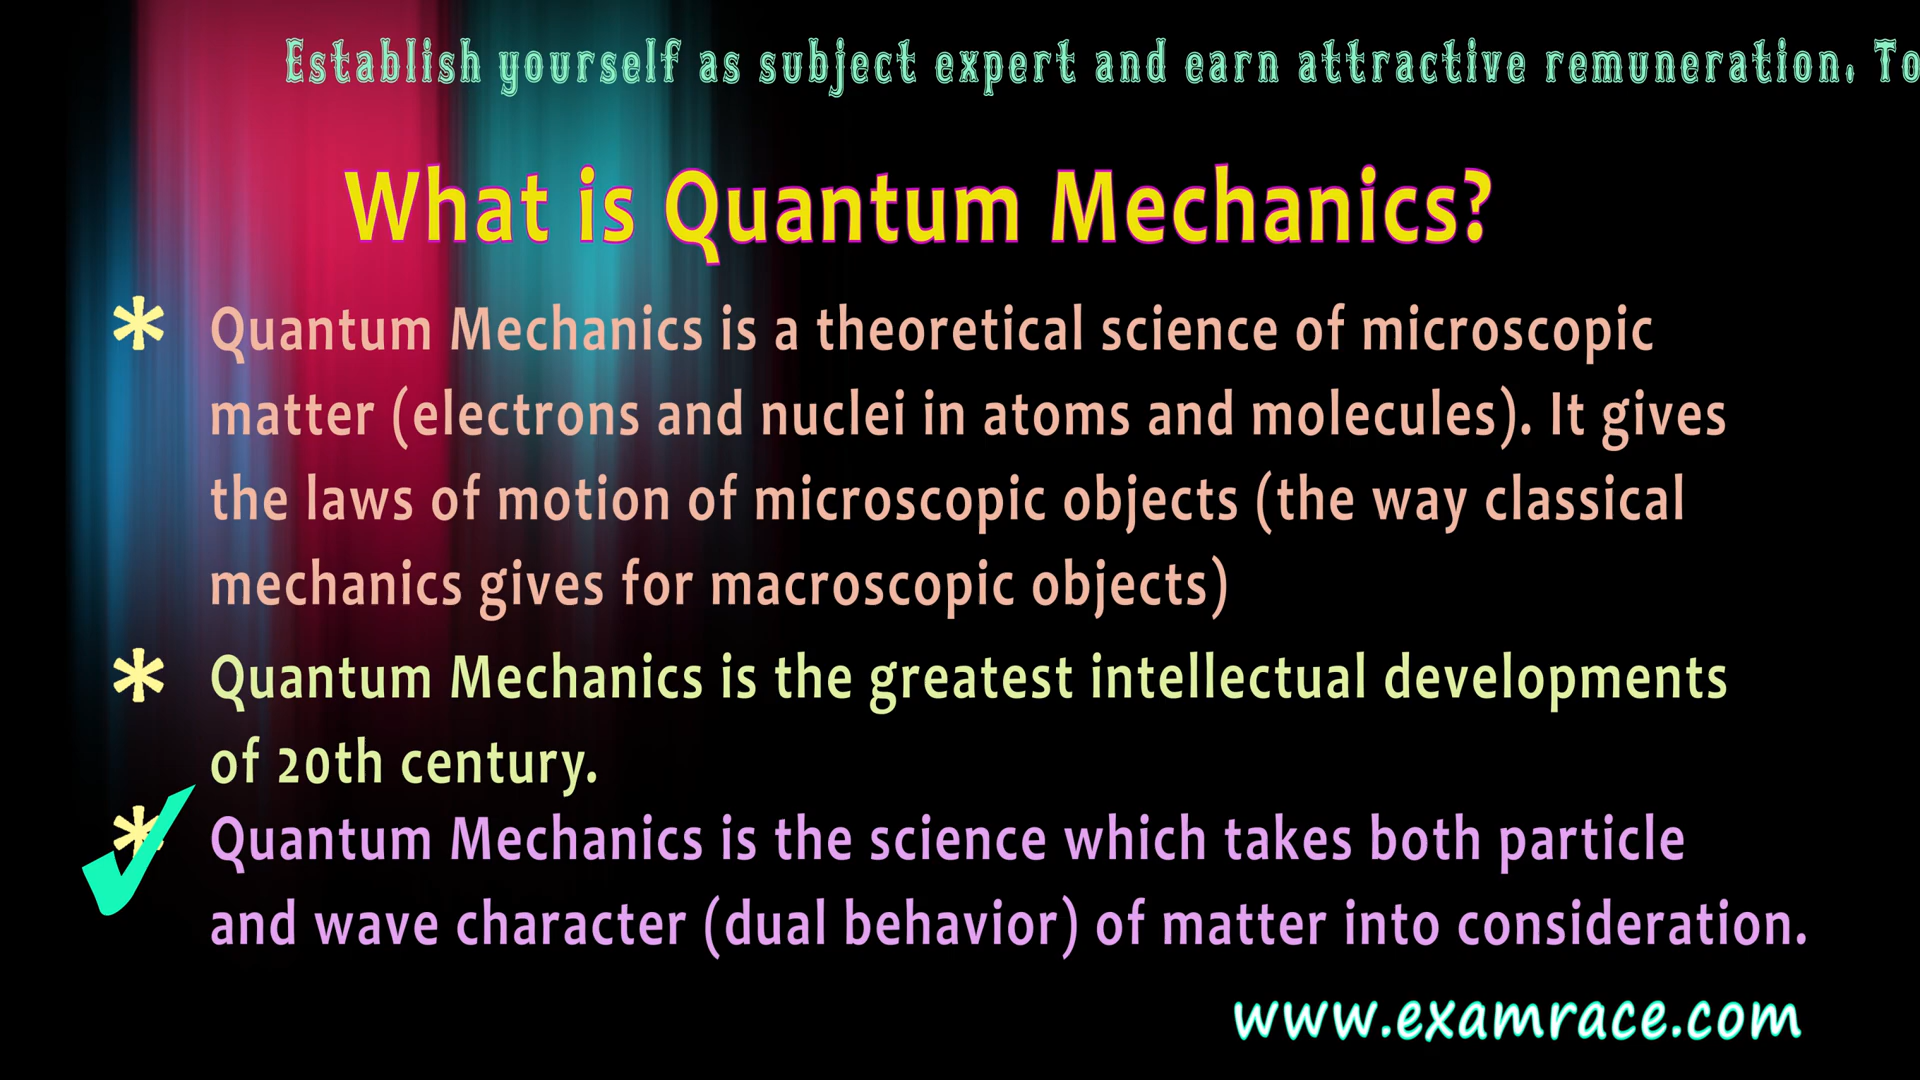 Establish yourself as subject expert and earn attractive remuneration. To
What is Quantum Mechanics?
* Quantum Mechanics is a theoretical science of microscopic
matter (electrons and nuclei in atoms and molecules). It gives
the laws of motion of microscopic objects (the way classical
mechanics gives for macroscopic objects)
* Quantum Mechanics is the greatest intellectual developments
of 20th century.
* Quantum Mechanics is the science which takes both particle
and wave character (dual behavior) of matter into consideration.
www.examrace.com